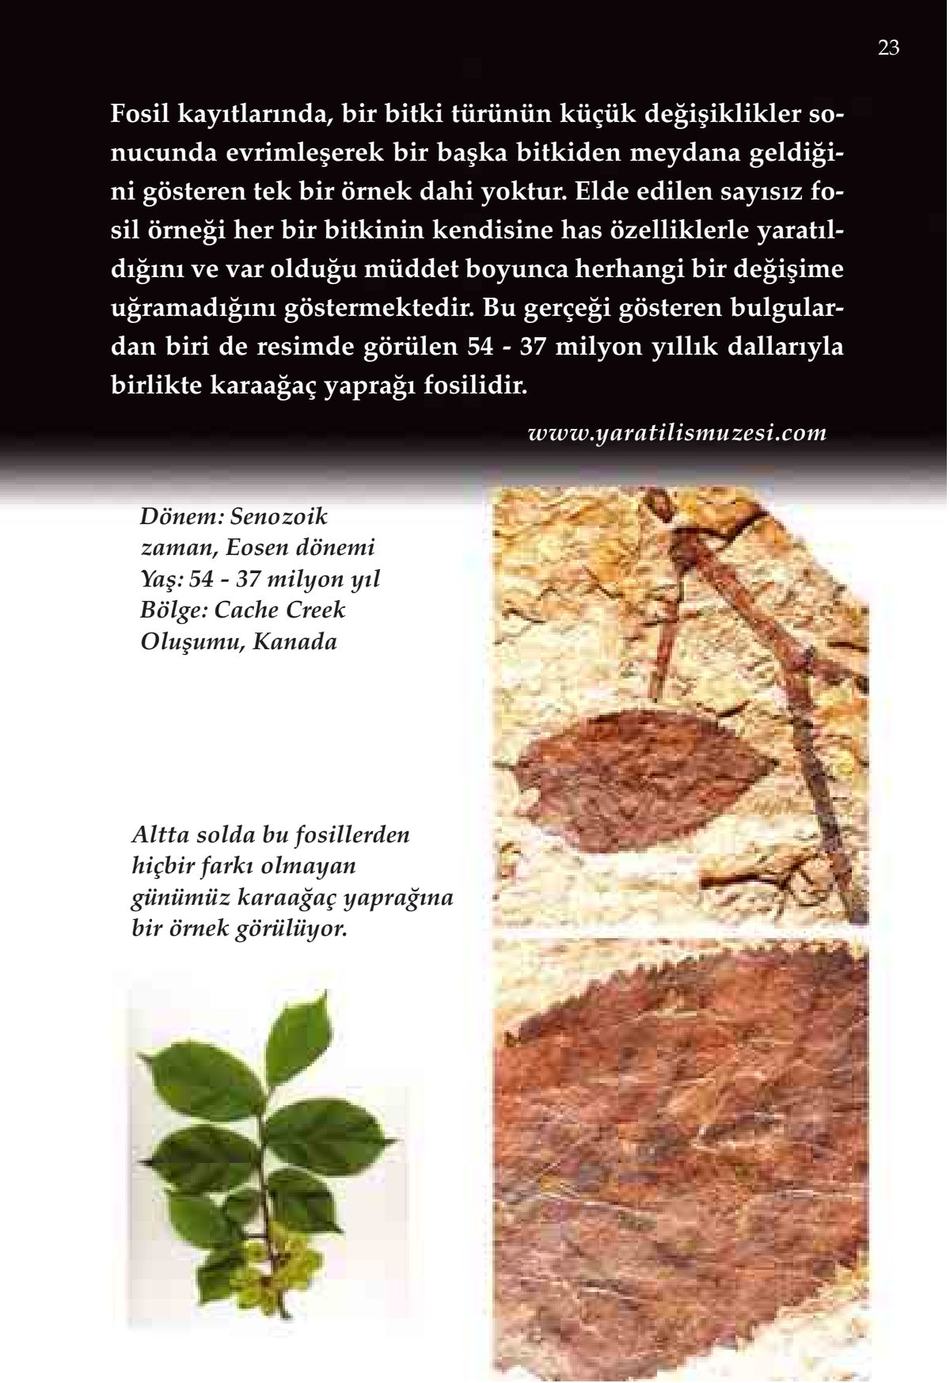 23
Fosil kayıtlarında, bir bitki türünün küçük değişiklikler so-
nucunda evrimleşerek bir başka bitkiden meydana geldiği-
ni gösteren tek bir örnek dahi yoktur. Elde edilen sayısız fo-
sil örneği her bir bitkinin kendisine has özelliklerle yaratıl-
dığını ve var olduğu müddet boyunca herhangi bir değişime
uğramadığını göstermektedir. Bu gerçeği gösteren bulgular-
dan biri de resimde görülen 54 - 37 milyon yıllık dallarıyla
birlikte karaağaç yaprağı fosilidir.
www.yaratilismuzesi.com
Dönem: Senozoik
zaman, Eosen dönemi
Yaş: 54 - 37 milyon yıl
Bölge: Cache Creek
Oluşumu, Kanada
Altta solda bu fosillerden
hiçbir farkı olmayan
günümüz karaağaç yaprağına
bir örnek görülüyor.